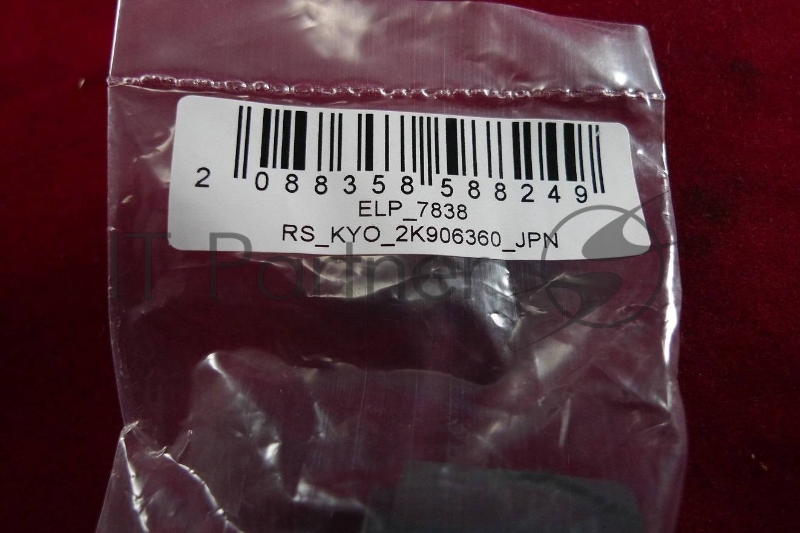 2 088358 588249
ELP_7838
RS_KYO_2K906360_JPN
IT Partner